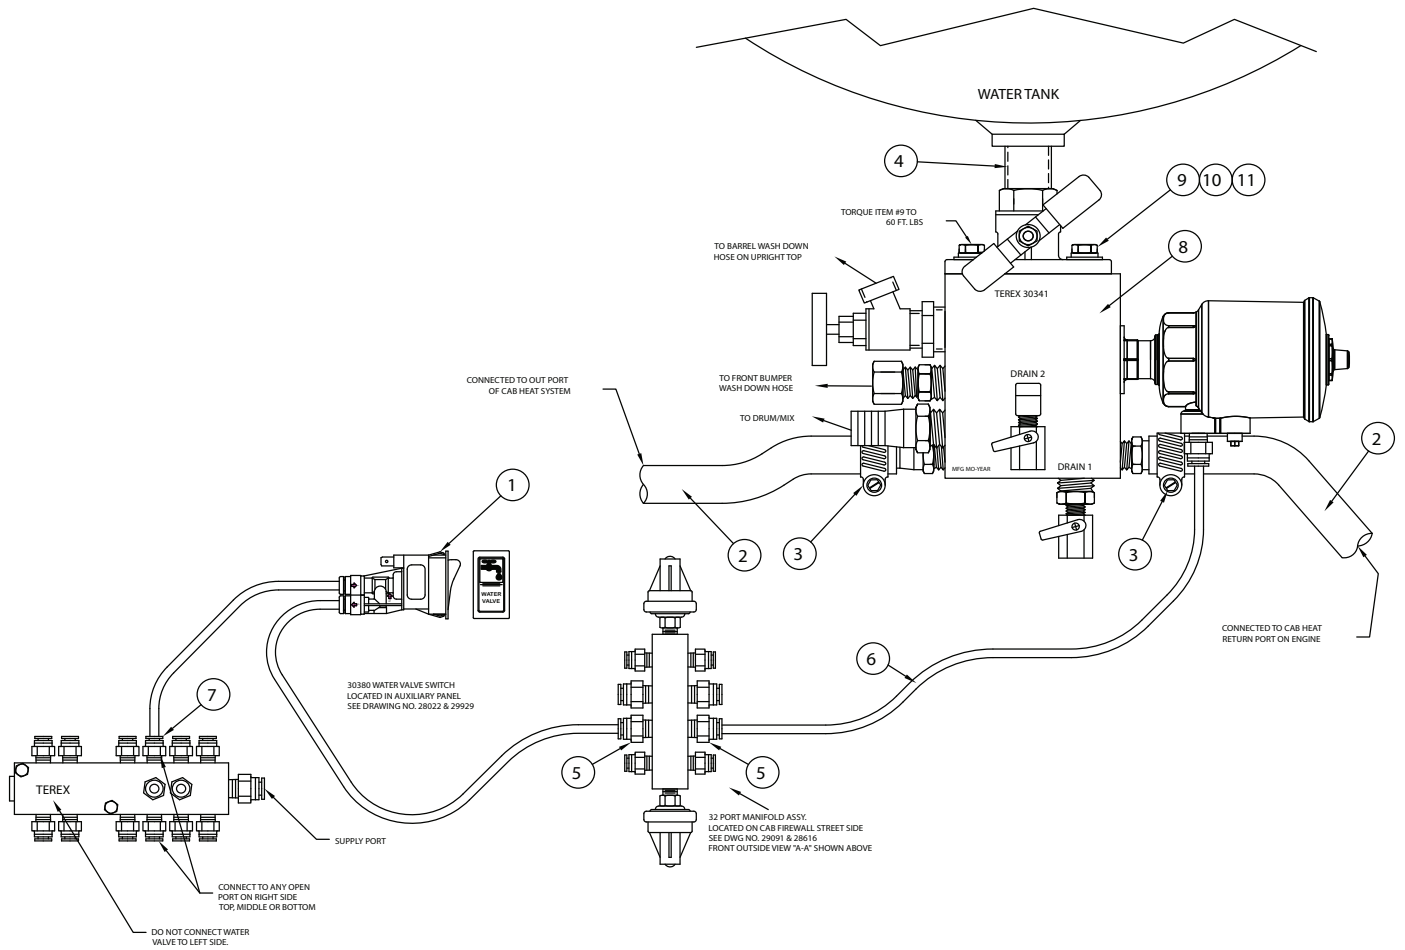 WATER TANK
4
9
10
11
TORQUE ITEM #9 TO
60 FT. LBS
TO BARREL WASH DOWN
HOSE ON UPRIGHT TOP
8
TEREX 30341
CONNECTED TO OUT PORT
OF CAB HEAT SYSTEM
TO FRONT BUMPER
WASH DOWN HOSE
DRAIN 2
TO DRUM/MIX
2
MFG MO-YEAR
DRAIN 1
1
2
3
3
WATER
VALVE
CONNECTED TO CAB HEAT
RETURN PORT ON ENGINE
6
30380 WATER VALVE SWITCH
LOCATED IN AUXILIARY PANEL
SEE DRAWING NO. 28022 & 29929
7
5
5
TEREX
32 PORT MANIFOLD ASSY.
LOCATED ON CAB FIREWALL STREET SIDE
SEE DWG NO. 29091 & 28616
FRONT OUTSIDE VIEW "A-A" SHOWN ABOVE
SUPPLY PORT
CONNECT TO ANY OPEN
PORT ON RIGHT SIDE
TOP, MIDDLE OR BOTTOM
DO NOT CONNECT WATER
VALVE TO LEFT SIDE.